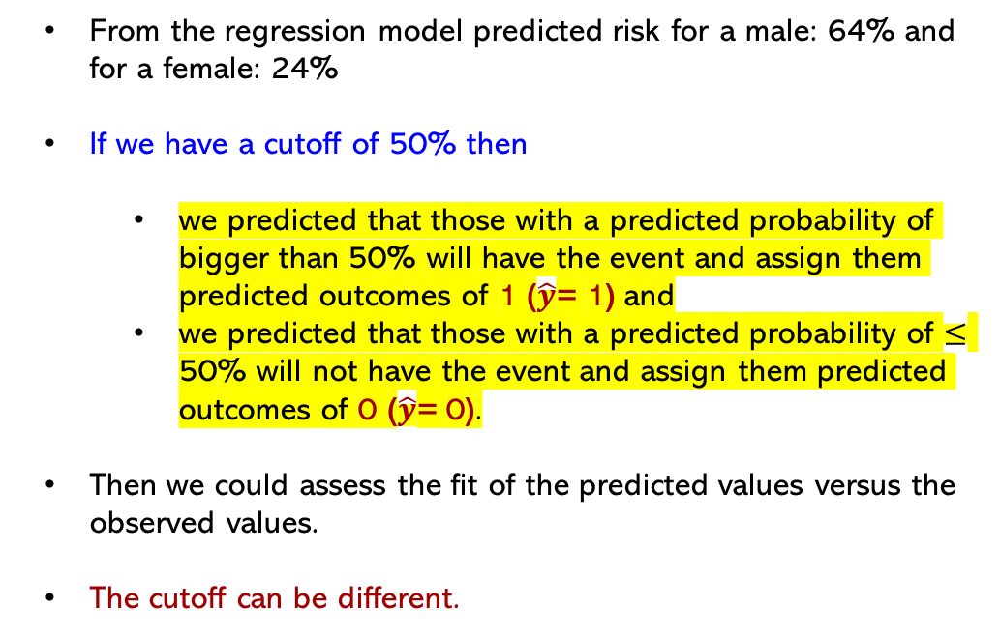 • From the regression model predicted risk for a male: 64% and
for a female: 24%
• If we have a cutoff of 50% then
• we predicted that those with a predicted probability of
bigger than 50% will have the event and assign them
predicted outcomes of 1 (ŷ= 1) and
• we predicted that those with a predicted probability of ≤
50% will not have the event and assign them predicted
outcomes of 0 (ŷ= 0).
• Then we could assess the fit of the predicted values versus the
observed values.
• The cutoff can be different.